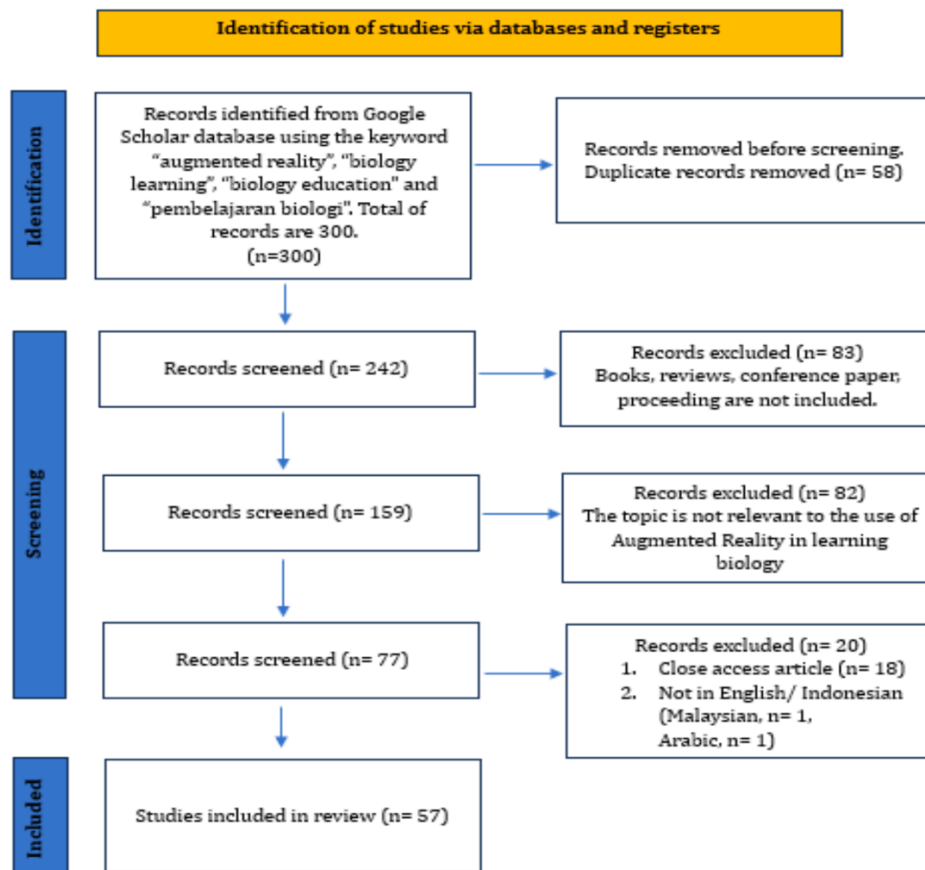 Identification of studies via databases and registers
Identification
Records identified from Google
Scholar database using the keyword
“augmented reality”, “biology
learning”, “biology education” and
“pembelajaran biologi”. Total of
records are 300.
(n=300)
Records removed before screening.
Duplicate records removed (n= 58)
Screening
Records screened (n= 242)
Records excluded (n= 83)
Books, reviews, conference paper,
proceeding are not included.
Records screened (n= 159)
Records excluded (n= 82)
The topic is not relevant to the use of
Augmented Reality in learning
biology
Records screened (n= 77)
Records excluded (n= 20)
1. Close access article (n= 18)
2. Not in English/ Indonesian
(Malaysian, n= 1,
Arabic, n= 1)
Included
Studies included in review (n= 57)